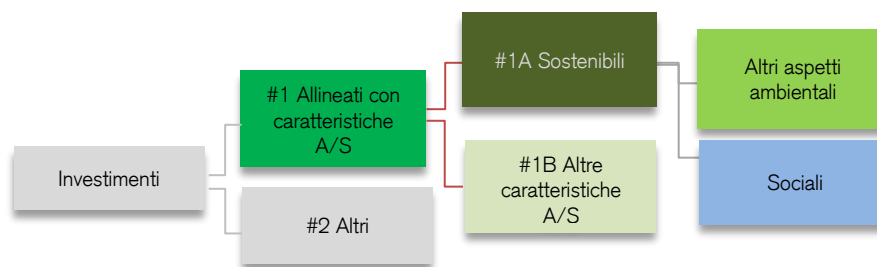 Investimenti
#1 Allineati con
caratteristiche
A/S
#2 Altri
#1A Sostenibili
#1B Altre
caratteristiche
A/S
Altri aspetti
ambientali
Sociali